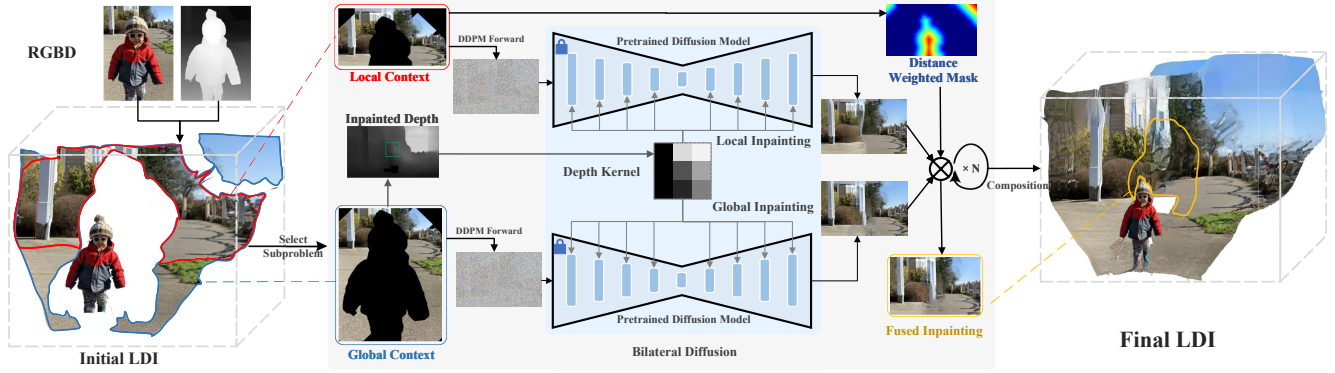 RGBD
Initial LDI
Select
Subproblem
Local Context
DDPM Forward
Inpainted Depth
DDPM Forward
Global Context
Pretrained Diffusion Model
Local Inpainting
Depth Kernel
Global Inpainting
Pretrained Diffusion Model
Bilateral Diffusion
Distance
Weighted Mask
× N
Composition
Fused Inpainting
Final LDI